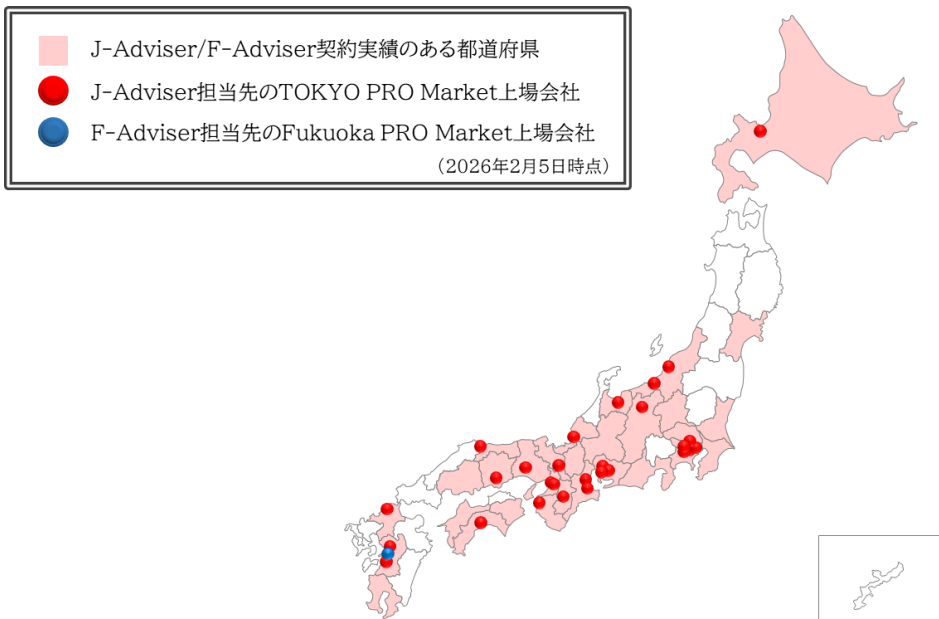 J-Adviser/F-Adviser契約実績のある都道府県
J-Adviser担当先のTOKYO PRO Market上場会社
F-Adviser担当先のFukuoka PRO Market上場会社
（2026年2月5日時点）